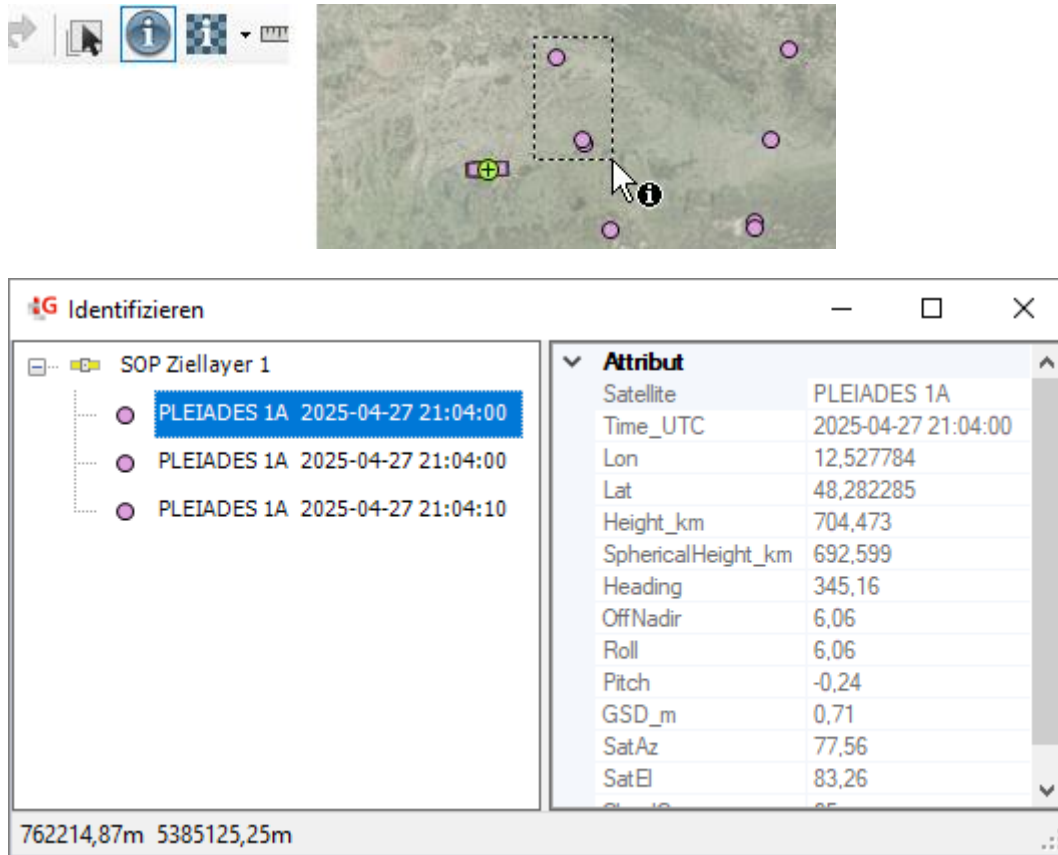 Identifizieren
SOP Ziellayer 1
PLEIADES 1A 2025-04-27 21:04:00
PLEIADES 1A 2025-04-27 21:04:00
PLEIADES 1A 2025-04-27 21:04:10
Attribut
Satellite PLEIADES 1A
Time_UTC 2025-04-27 21:04:00
Lon 12,527784
Lat 48,282285
Height_km 704,473
SphericalHeight_km 692,599
Heading 345,16
OffNadir 6,06
Roll 6,06
Pitch -0,24
GSD_m 0,71
SatAz 77,56
SatEl 83,26
762214,87m 5385125,25m